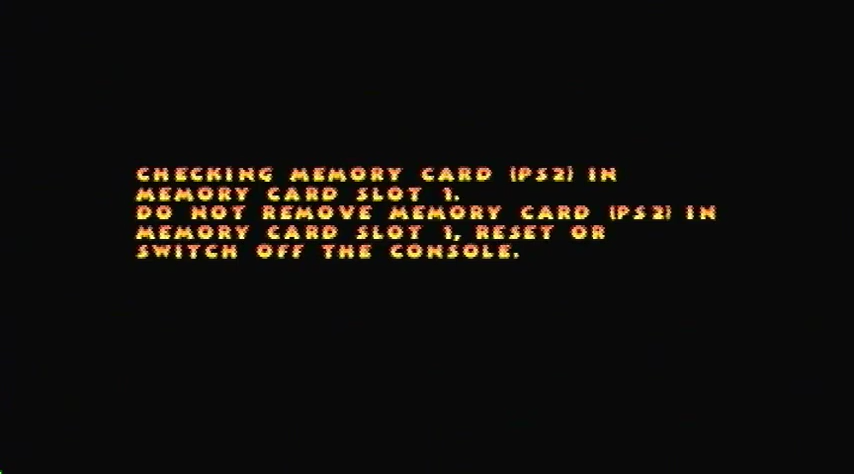 CHECKING MEMORY CARD (PS2) IN
MEMORY CARD SLOT 1.
DO NOT REMOVE MEMORY CARD (PS2) IN
MEMORY CARD SLOT 1, RESET OR
SWITCH OFF THE CONSOLE.